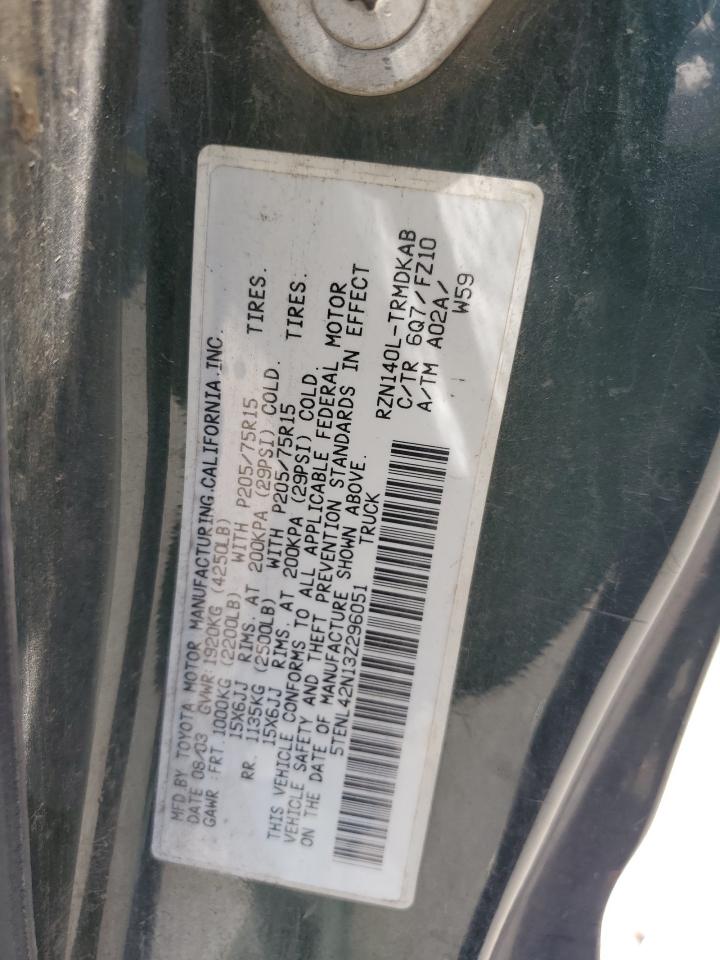 MFD BY TOYOTA MOTOR MANUFACTURING.CALIFORNIA.INC.
DATE 08/03 GVWR:1920KG (4250LB)
GAWR :FRT.1000KG (2200LB) WITH P205/75R15 TIRES.
15X6JJ RIMS. AT 200KPA (29PSI) COLD.
RR. 1135KG (2500LB) WITH P205/75R15 TIRES.
15X6JJ RIMS. AT 200KPA (29PSI) COLD.
THIS VEHICLE CONFORMS TO ALL APPLICABLE FEDERAL MOTOR
VEHICLE SAFETY AND THEFT PREVENTION STANDARDS IN EFFECT
ON THE DATE OF MANUFACTURE SHOWN ABOVE.
5TENL42N13Z296051 TRUCK
RZN140L-TRMDKAB
C/TR 6Q7/FZ10
A/TM A02A/
W59